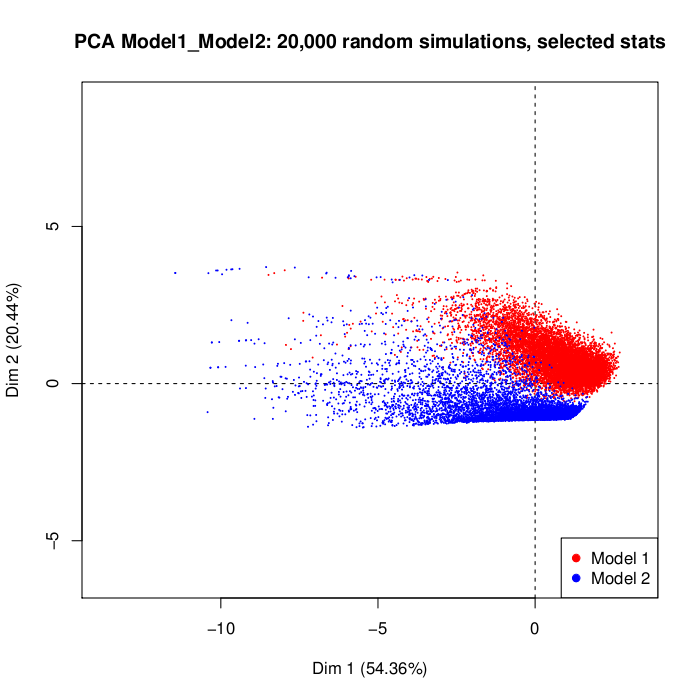 PCA Model1_Model2: 20,000 random simulations, selected stats
Dim 2 (20.44%)
5
0
−5
Model 1
Model 2
−10
−5
0
Dim 1 (54.36%)